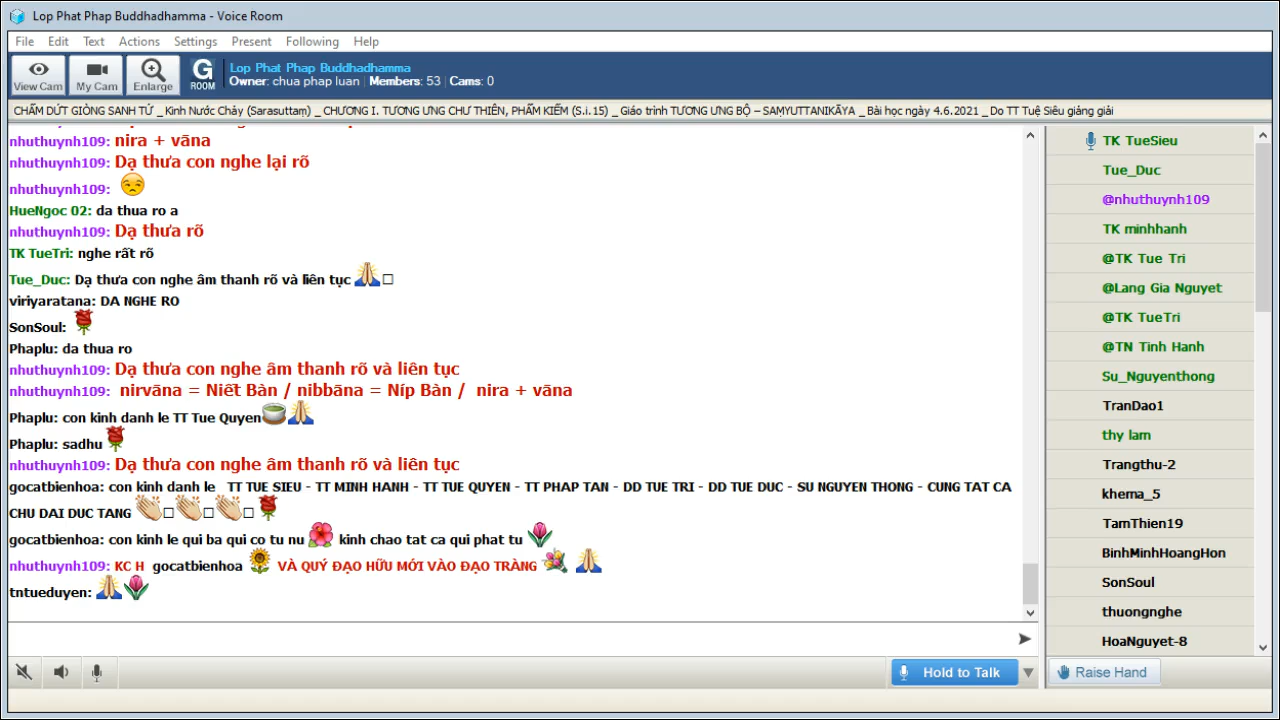 Lop Phat Phap Buddhadhamma - Voice Room
File Edit Text Actions Settings Present Following Help
View Cam My Cam Enlarge G ROOM
Lop Phat Phap Buddhadhamma
Owner: chua phap luan Members: 53 Cams: 0
CHẤM DỨT GIÒNG SANH TỬ _ Kinh Nước Chảy (Sarasuttaṃ) _ CHƯƠNG I. TƯƠNG ƯNG CHƯ THIÊN, PHẨM KIẾM (S.i.15) _ Giáo trình TƯƠNG ƯNG BỘ – SAṂYUTTANIKĀYA _ Bài học ngày 4.6.2021 _ Do TT Tuệ Siêu giảng giải
nhuthuynh109: nira + vāna
nhuthuynh109: Dạ thưa con nghe lại rõ
nhuthuynh109:
HueNgoc 02: da thua ro a
nhuthuynh109: Dạ thưa rõ
TK TueTri: nghe rất rõ
Tue_Duc: Dạ thưa con nghe âm thanh rõ và liên tục
viriyaratana: DA NGHE RO
SonSoul:
Phaplu: da thua ro
nhuthuynh109: Dạ thưa con nghe âm thanh rõ và liên tục
nhuthuynh109: nirvāna = Niết Bàn / nibbāna = Níp Bàn / nira + vāna
Phaplu: con kinh danh le TT Tue Quyen
Phaplu: sadhu
nhuthuynh109: Dạ thưa con nghe âm thanh rõ và liên tục
gocatbienhoa: con kinh danh le TT TUE SIEU - TT MINH HANH - TT TUE QUYEN - TT PHAP TAN - DD TUE TRI - DD TUE DUC - SU NGUYEN THONG - CUNG TAT CA
CHU DAI DUC TANG
gocatbienhoa: con kinh le qui ba qui co tu nu kinh chao tat ca qui phat tu
nhuthuynh109: KC H gocatbienhoa VÀ QUÝ ĐẠO HỮU MỚI VÀO ĐẠO TRÀNG
tntueduyen:
Hold to Talk
TK TueSieu
Tue_Duc
@nhuthuynh109
TK minhhanh
@TK Tue Tri
@Lang Gia Nguyet
@TK TueTri
@TN Tinh Hanh
Su_Nguyenthong
TranDao1
thy lam
Trangthu-2
khema_5
TamThien19
BinhMinhHoangHon
SonSoul
thuongnghe
HoaNguyet-8
Raise Hand